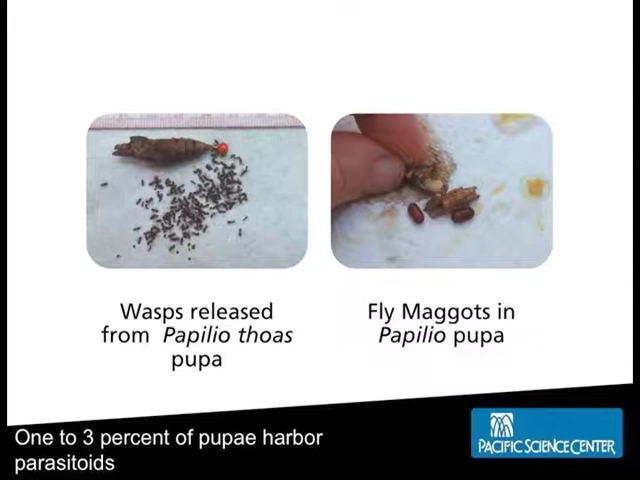 Wasps released
from Papilio thoas
pupa
Fly Maggots in
Papilio pupa
One to 3 percent of pupae harbor
parasitoids
PACIFIC SCIENCE CENTER